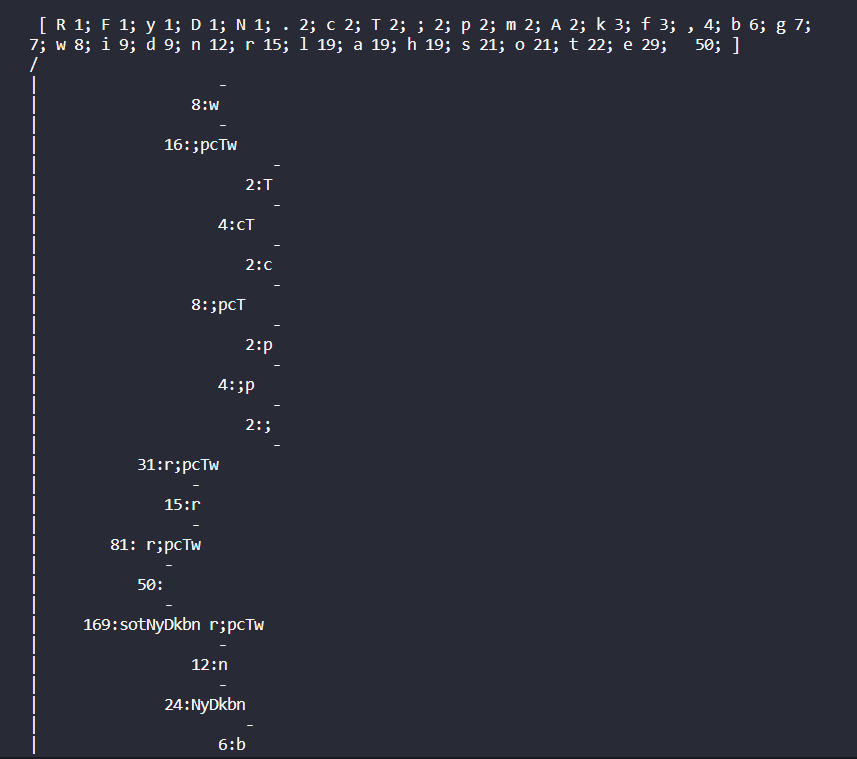 [ R 1; F 1; y 1; D 1; N 1; . 2; c 2; T 2; ; 2; p 2; m 2; A 2; k 3; f 3; , 4; b 6; g 7;
7; w 8; i 9; d 9; n 12; r 15; l 19; a 19; h 19; s 21; o 21; t 22; e 29;   50; ]
/
|                    -
|                 8:w
|                    -
|              16:;pcTw
|                          -
|                       2:T
|                          -
|                    4:cT
|                          -
|                       2:c
|                          -
|                 8:;pcT
|                          -
|                       2:p
|                          -
|                    4:;p
|                          -
|                       2:;
|                          -
|           31:r;pcTw
|                 -
|              15:r
|                 -
|        81: r;pcTw
|              -
|           50:
|              -
|     169:sotNyDkbn r;pcTw
|                    -
|                 12:n
|                    -
|              24:NyDkbn
|                       -
|                    6:b